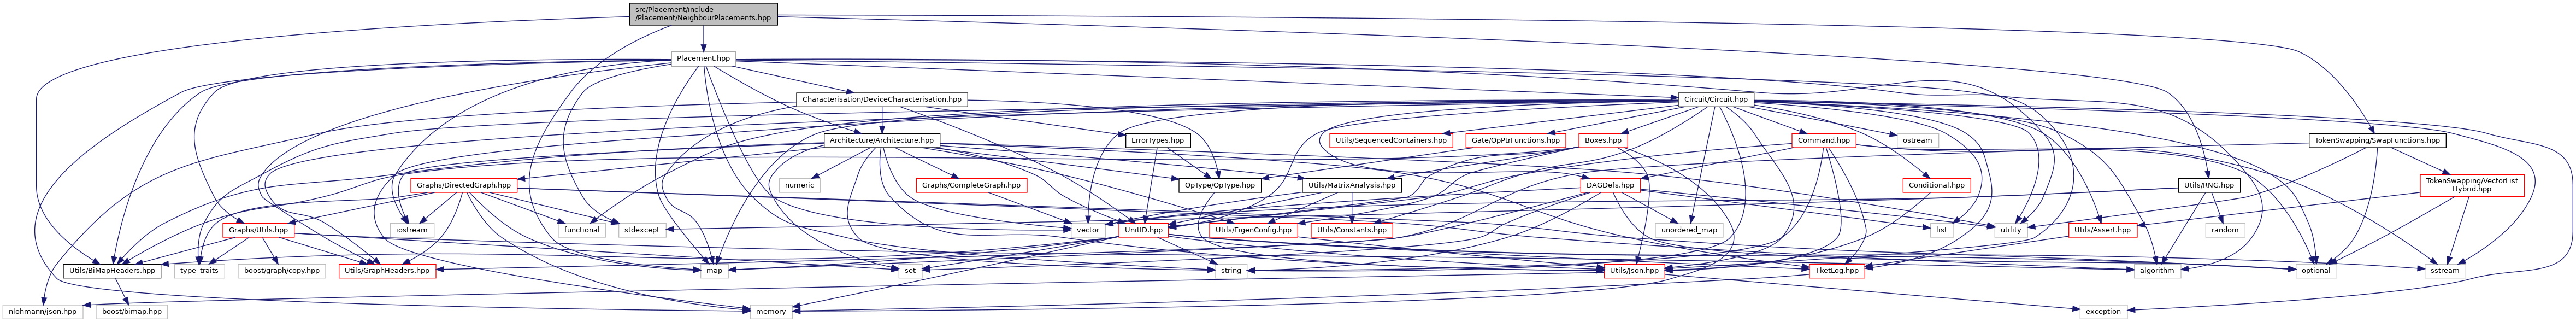 src/Placement/include
/Placement/NeighbourPlacements.hpp
Placement.hpp
Characterisation/DeviceCharacterisation.hpp
Circuit/Circuit.hpp
Architecture/Architecture.hpp
ErrorTypes.hpp
Utils/SequencedContainers.hpp
Gate/OpPtrFunctions.hpp
Boxes.hpp
Command.hpp
ostream
TokenSwapping/SwapFunctions.hpp
Graphs/DirectedGraph.hpp
numeric
Graphs/CompleteGraph.hpp
OpType/OpType.hpp
Utils/MatrixAnalysis.hpp
DAGDefs.hpp
Conditional.hpp
Utils/RNG.hpp
TokenSwapping/VectorList
Hybrid.hpp
Graphs/Utils.hpp
iostream
functional
stdexcept
vector
UnitID.hpp
Utils/EigenConfig.hpp
Utils/Constants.hpp
unordered_map
list
utility
Utils/Assert.hpp
random
Utils/BiMapHeaders.hpp
type_traits
boost/graph/copy.hpp
Utils/GraphHeaders.hpp
map
set
string
Utils/Json.hpp
TketLog.hpp
algorithm
optional
sstream
nlohmann/json.hpp
boost/bimap.hpp
memory
exception